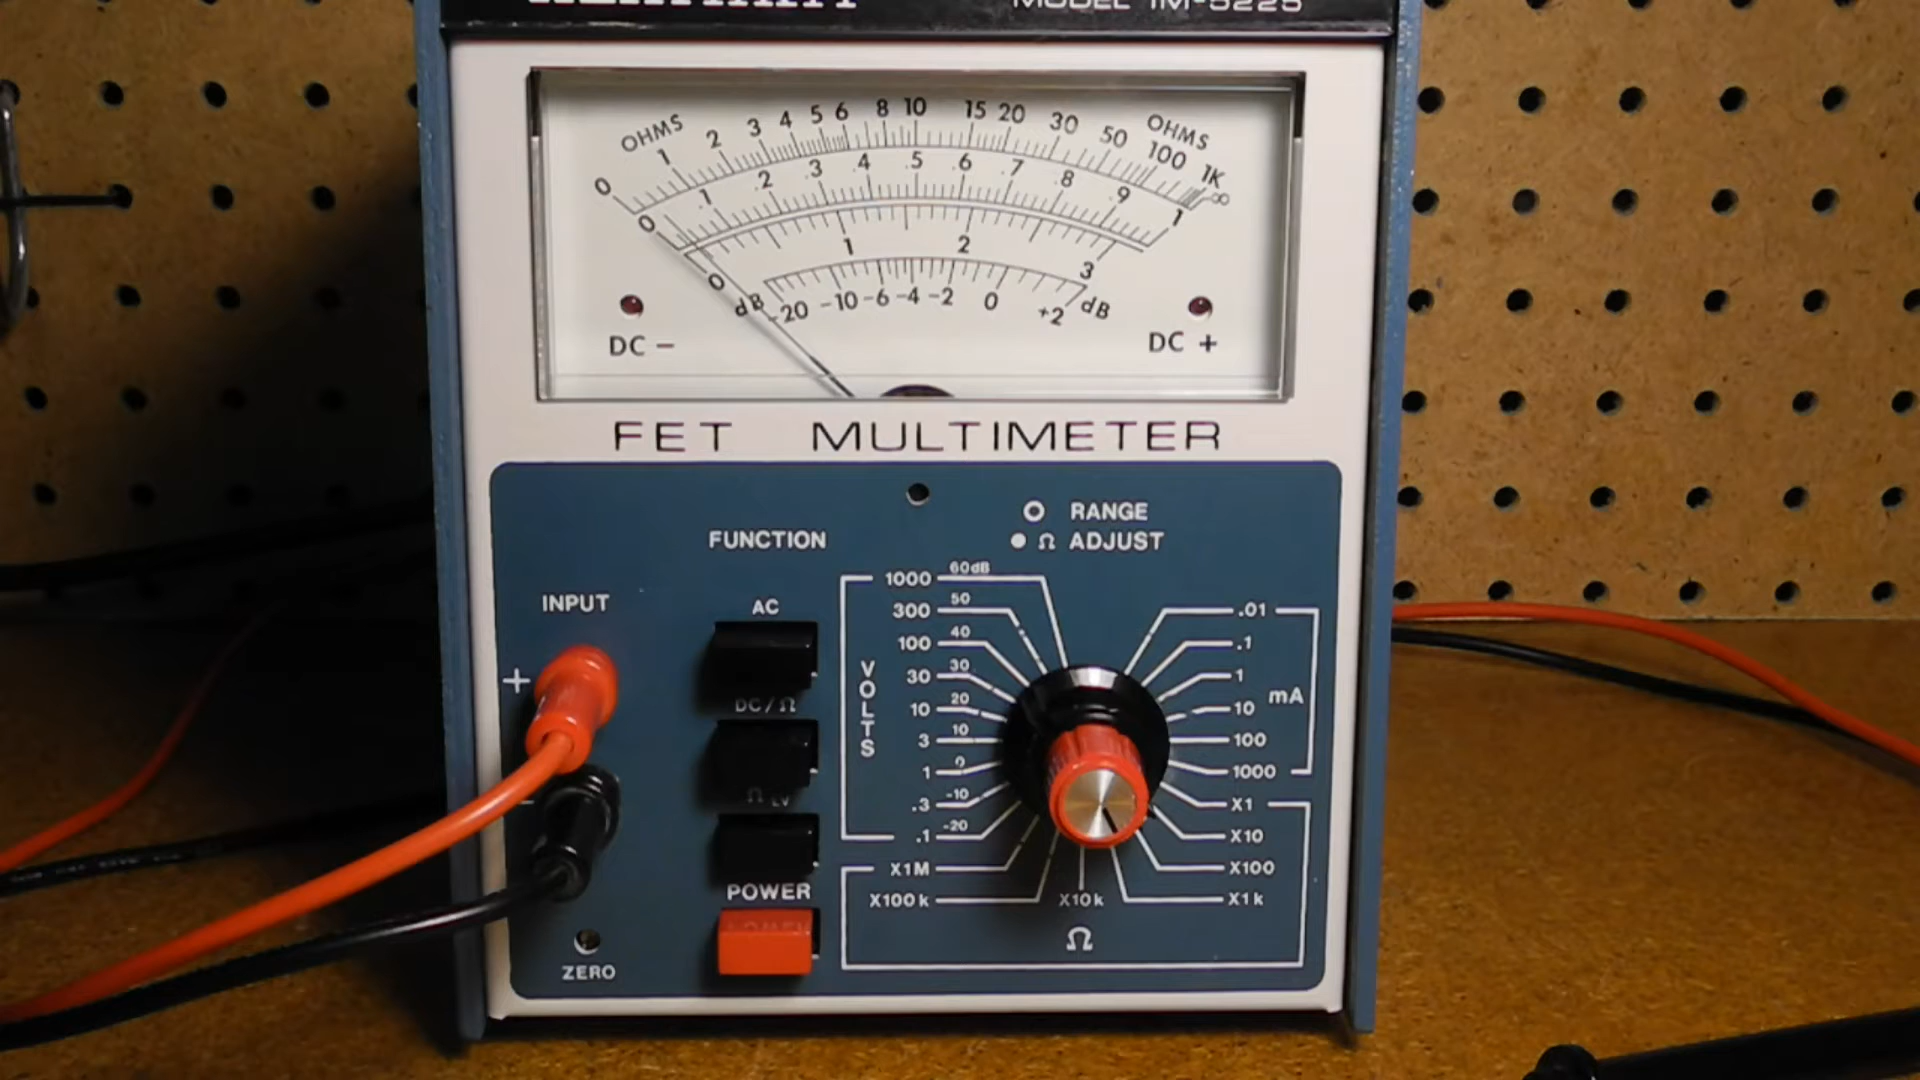 MODEL IM-5225
OHMS 1 2 3 4 5 6 8 10 15 20 30 50 100 1K OHMS
0 ∞
0 .1 .2 .3 .4 .5 .6 .7 .8 .9 1
0 1 2 3
dB -20 -10 -6 -4 -2 0 +2 dB
DC - DC +
FET MULTIMETER
RANGE
Ω ADJUST
FUNCTION
INPUT
+
-
AC
DC/Ω
Ω LV
POWER
ZERO
VOLTS
1000 60dB
300 50
100 40
30 30
10 20
3 10
1 0
.3 -10
.1 -20
X1M
X100k
X10k
Ω
.01
.1
1
10
100
1000
mA
X1
X10
X100
X1k